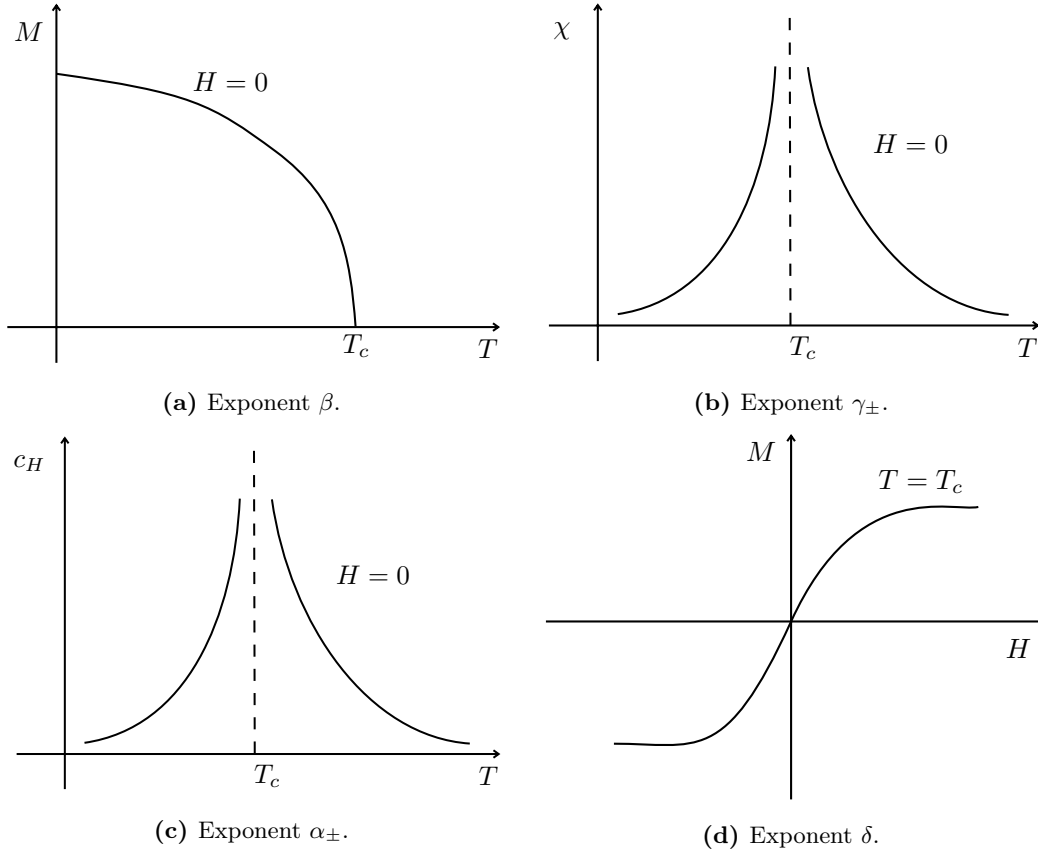 M
H = 0
T_c
T
(a) Exponent β.
χ
H = 0
T_c
T
(b) Exponent γ±.
c_H
H = 0
T_c
T
(c) Exponent α±.
M
T = T_c
H
(d) Exponent δ.